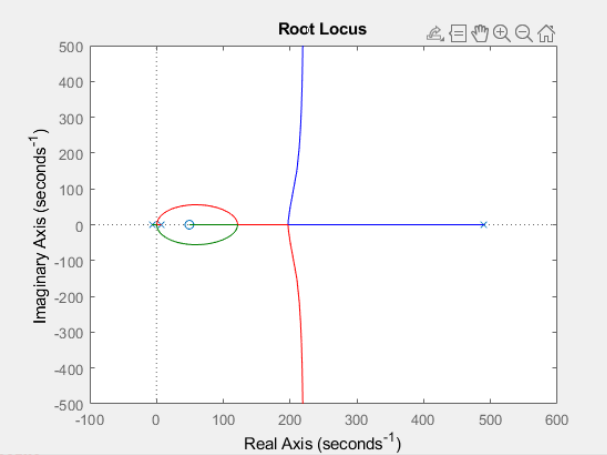 Root Locus
500
400
300
200
100
0
-100
-200
-300
-400
-500
Imaginary Axis (seconds⁻¹)
-100 0 100 200 300 400 500 600
Real Axis (seconds⁻¹)